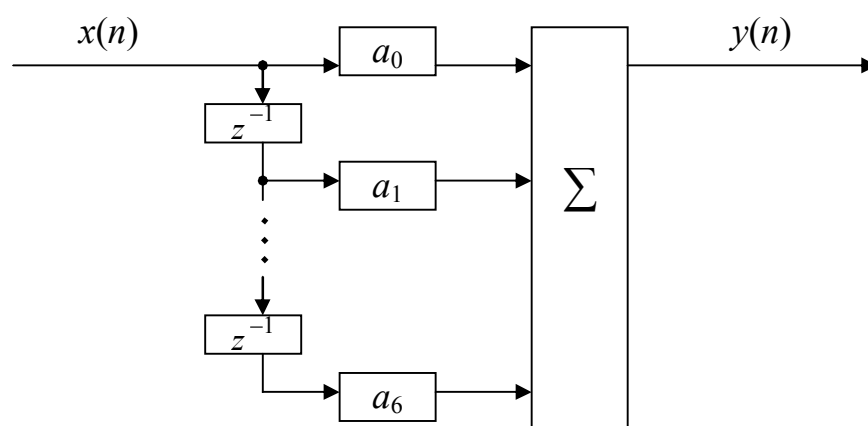 x(n)
y(n)
a₀
z⁻¹
a₁
∑
z⁻¹
a₆